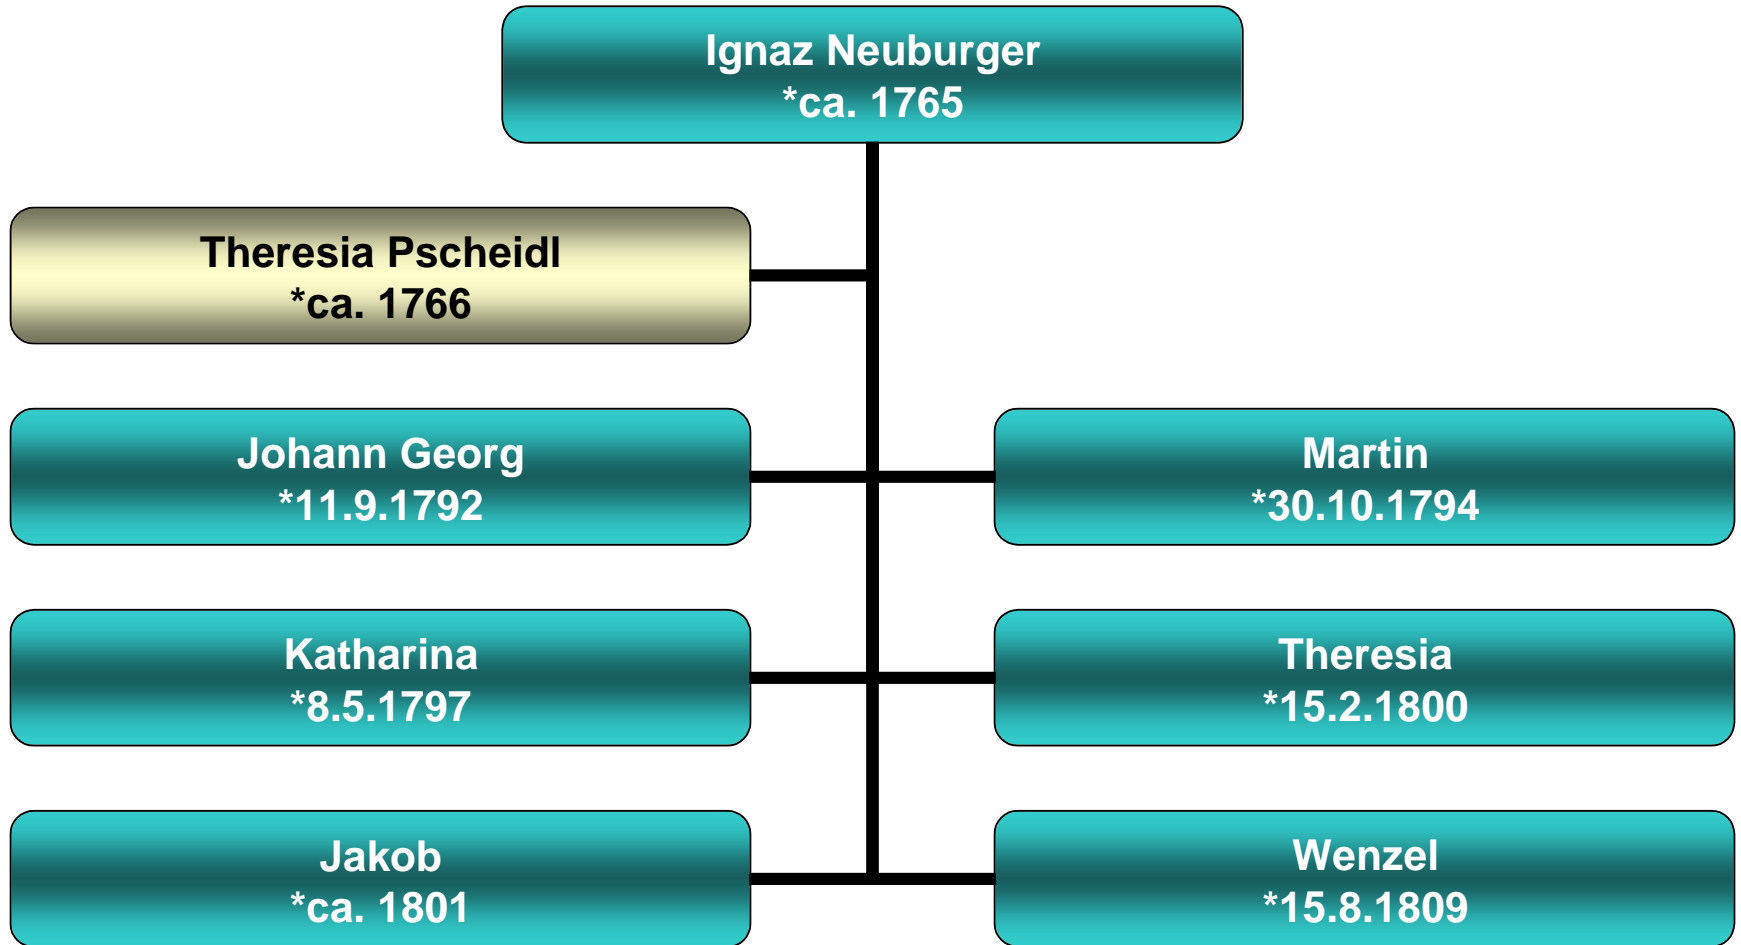 Ignaz Neuburger
*ca. 1765
Theresia Pscheidl
*ca. 1766
Johann Georg
*11.9.1792
Martin
*30.10.1794
Katharina
*8.5.1797
Theresia
*15.2.1800
Jakob
*ca. 1801
Wenzel
*15.8.1809